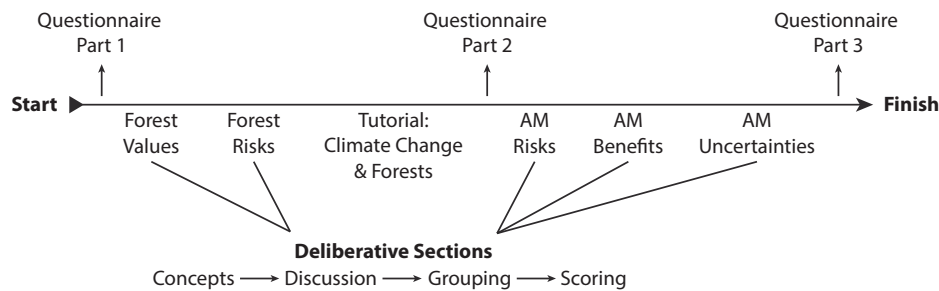 Questionnaire Questionnaire Questionnaire
Part 1 Part 2 Part 3
Start Finish
Forest Forest Tutorial: AM AM AM
Values Risks Climate Change Risks Benefits Uncertainties
& Forests
Deliberative Sections
Concepts Discussion Grouping Scoring